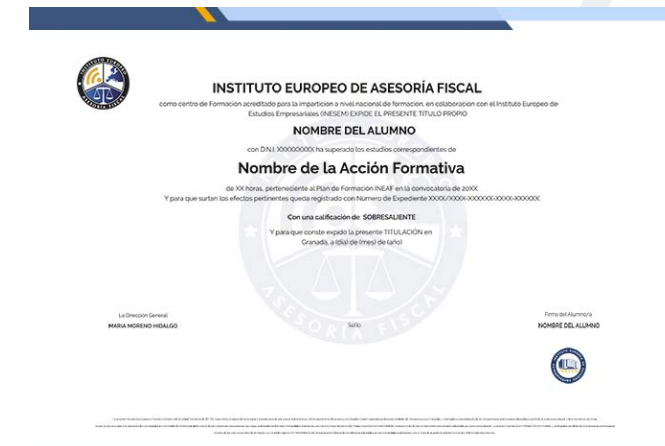 INSTITUTO EUROPEO DE ASESORÍA FISCAL
como centro de Formación acreditado para la impartición a nivel nacional de formación, en colaboración con el Instituto Europeo de
Estudios Empresariales (INESEM) EXPIDE EL PRESENTE TÍTULO PROPIO
NOMBRE DEL ALUMNO
con D.N.I. XXXXXXXXX ha superado los estudios correspondientes de
Nombre de la Acción Formativa
de XX horas, perteneciente al Plan de Formación INEAF en la convocatoria de 20XX
Y para que surtan los efectos pertinentes queda registrado con Número de Expediente XXXX/XXXX-XXXXXX-XXXX-XXXXXX.
Con una calificación de SOBRESALIENTE
Y para que conste expido la presente TITULACIÓN en
Granada, a (día) de (mes) de (año)
ASESORIA FISCAL
La Direccion General
MARIA MORENO HIDALGO
Sello
Firma del Alumno/a
NOMBRE DEL ALUMNO